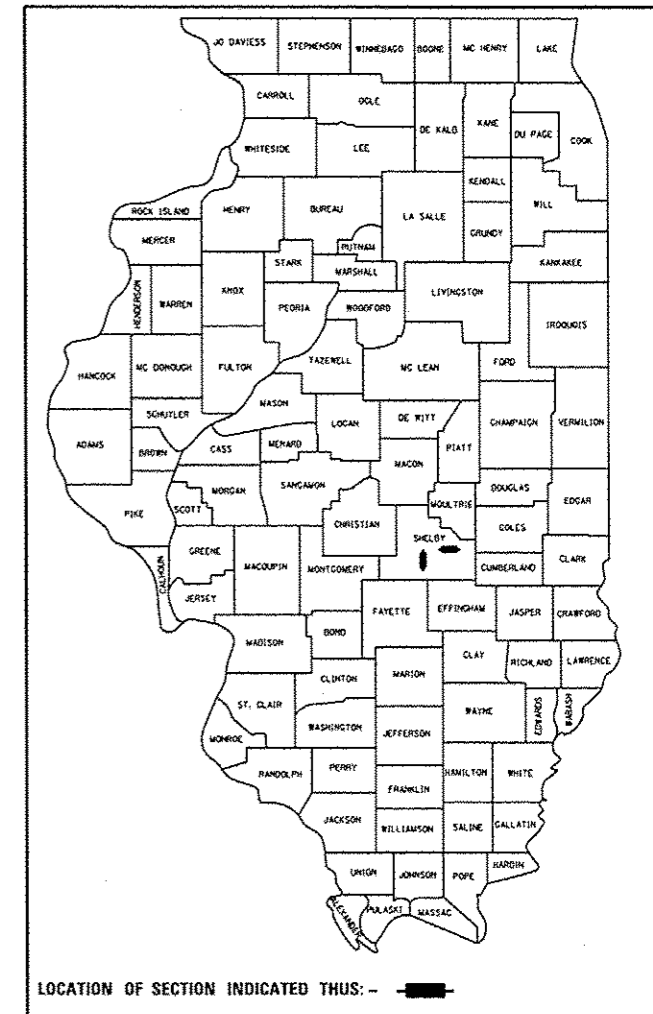 JO DAVIESS STEPHENSON WINNEBAGO BOONE MC HENRY LAKE
CARROLL OGLE DE KALB KANE DU PAGE COOK
WHITESIDE LEE KENDALL WILL
ROCK ISLAND HENRY BUREAU LA SALLE GRUNDY
MERCER STARK PUTNAM MARSHALL KANKAKEE
HENDERSON WARREN KNOX PEORIA WOODFORD LIVINGSTON IROQUOIS
HANCOCK MC DONOUGH FULTON TAZEWELL MC LEAN FORD
SCHUYLER MASON LOGAN DE WITT CHAMPAIGN VERMILION
ADAMS BROWN CASS MENARD MACON PIATT
PIKE SCOTT MORGAN SANGAMON CHRISTIAN MOULTRIE DOUGLAS EDGAR
CALHOUN GREENE MACOUPIN MONTGOMERY SHELBY COLES
JERSEY CUMBERLAND CLARK
MADISON BOND FAYETTE EFFINGHAM JASPER CRAWFORD
CLINTON MARION CLAY RICHLAND LAWRENCE
ST. CLAIR WASHINGTON JEFFERSON WAYNE EDWARDS WABASH
MONROE RANDOLPH PERRY FRANKLIN HAMILTON WHITE
JACKSON WILLIAMSON SALINE GALLATIN
UNION JOHNSON POPE HARDIN
ALEXANDER PULASKI MASSAC
LOCATION OF SECTION INDICATED THUS: -